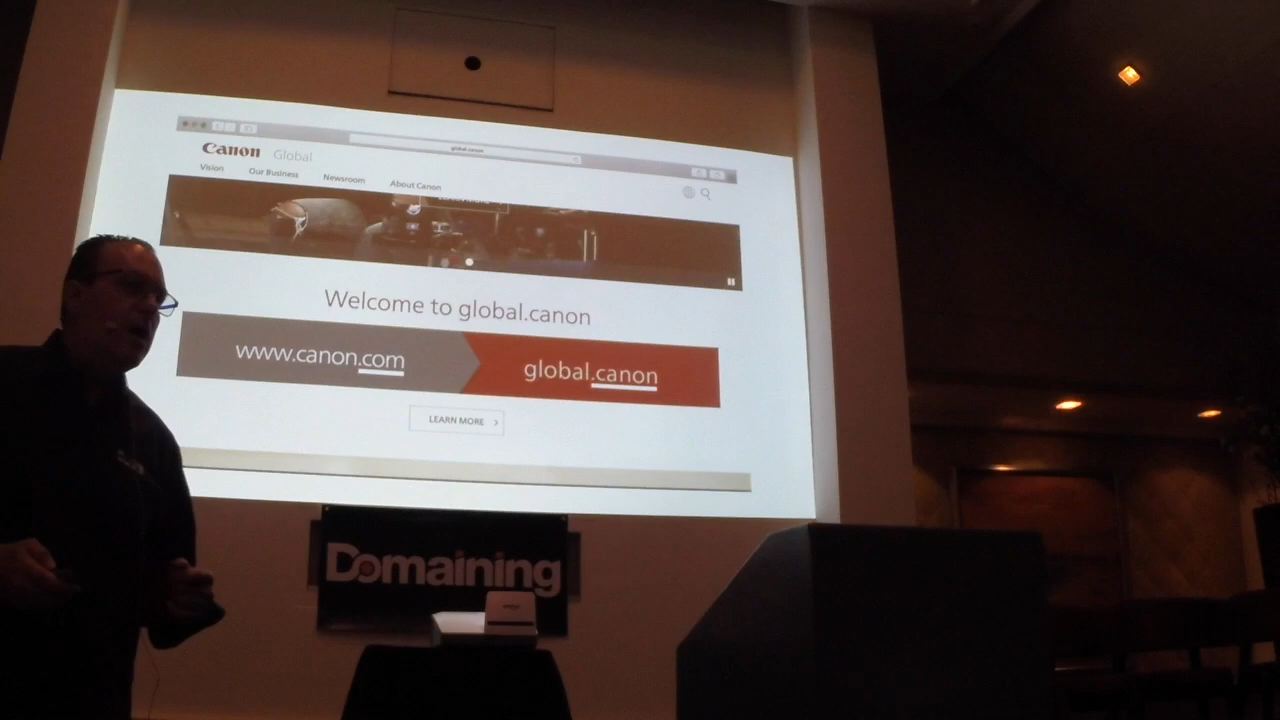 global.canon
Canon Global
Vision Our Business Newsroom About Canon
Welcome to global.canon
www.canon.com global.canon
LEARN MORE >
Domaining